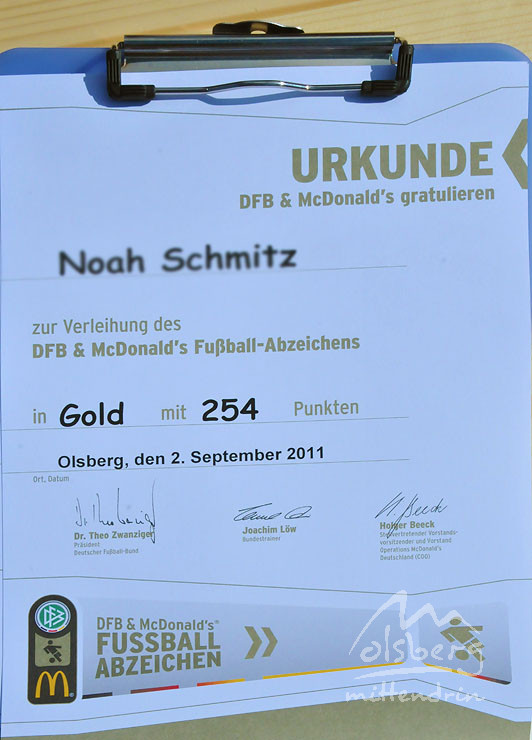 URKUNDE
DFB & McDonald's gratulieren
Noah Schmitz
zur Verleihung des
DFB & McDonald's Fußball-Abzeichens
in Gold mit 254 Punkten
Olsberg, den 2. September 2011
Ort, Datum
Dr. Theo Zwanziger
Präsident
Deutscher Fußball-Bund
Joachim Löw
Bundestrainer
Holger Beeck
Stellvertretender Vorstands-
vorsitzender und Vorstand
Operations McDonald's
Deutschland (COO)
DFB
DFB & McDonald's®
FUSSBALL
ABZEICHEN
olsberg
mittendrin